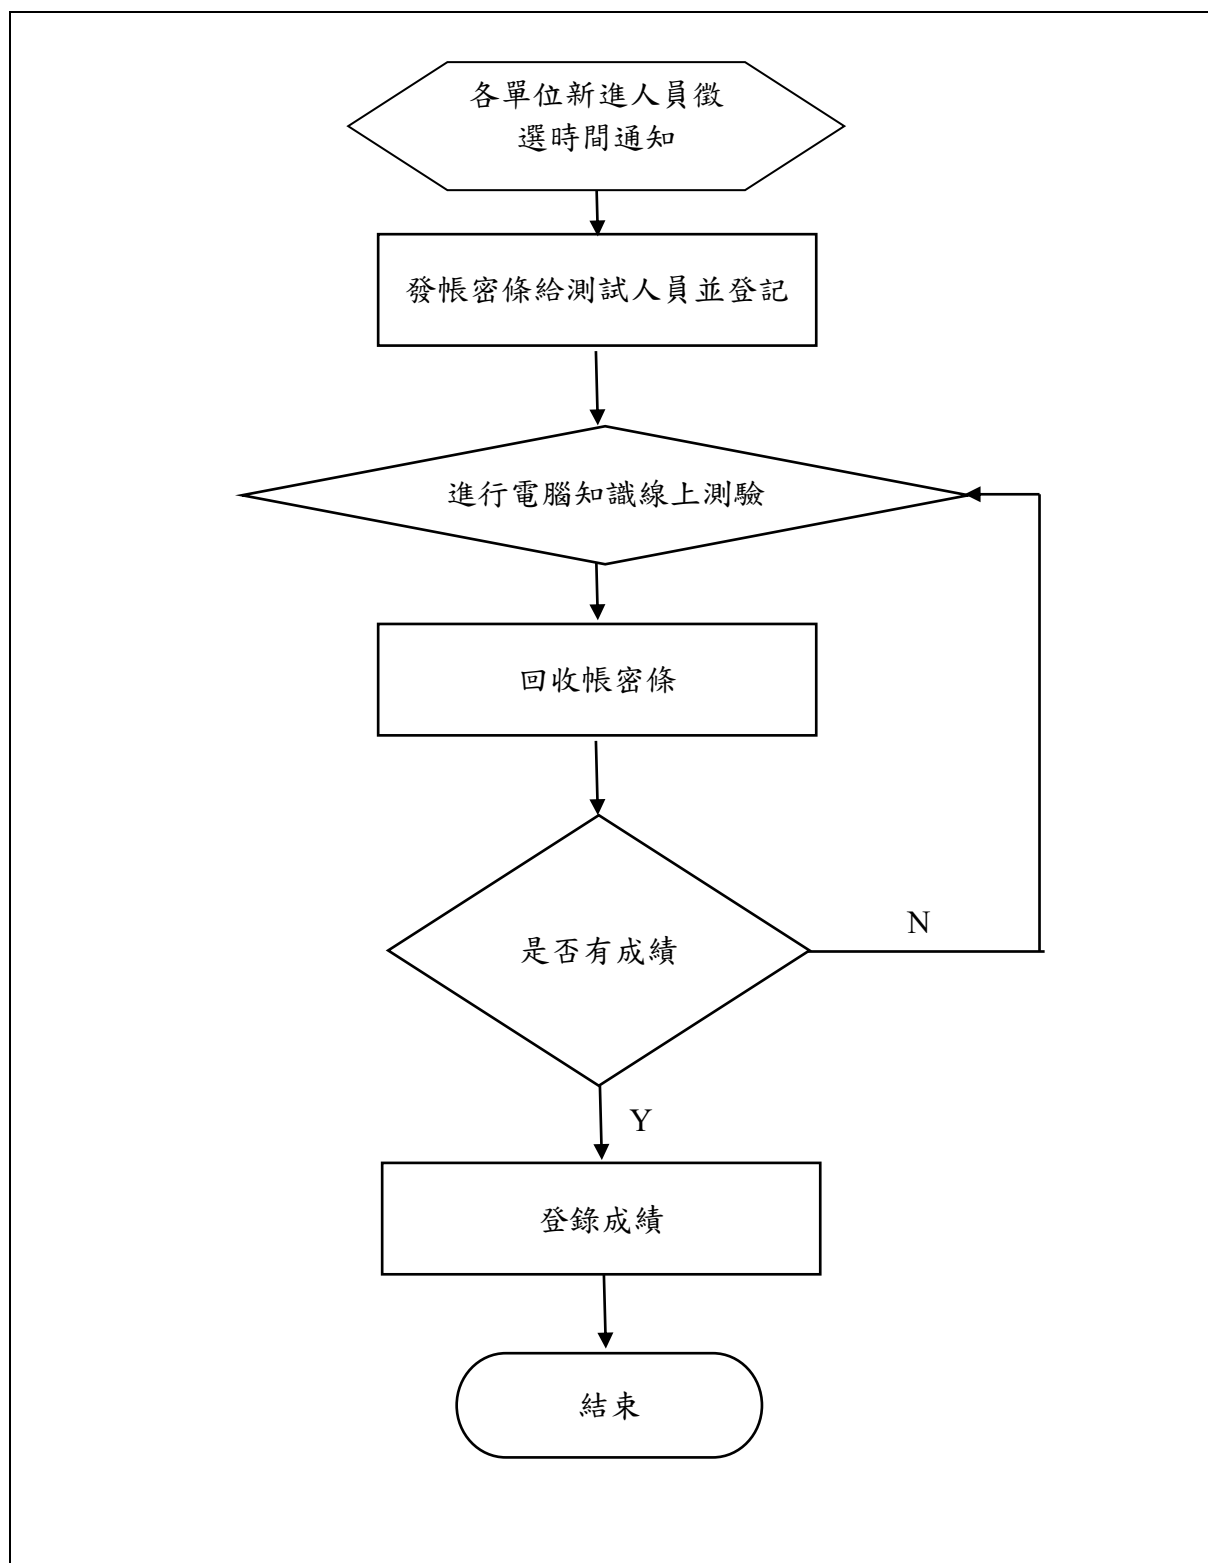 各單位新進人員徵
選時間通知
發帳密條給測試人員並登記
進行電腦知識線上測驗
回收帳密條
是否有成績
N
Y
登錄成績
結束